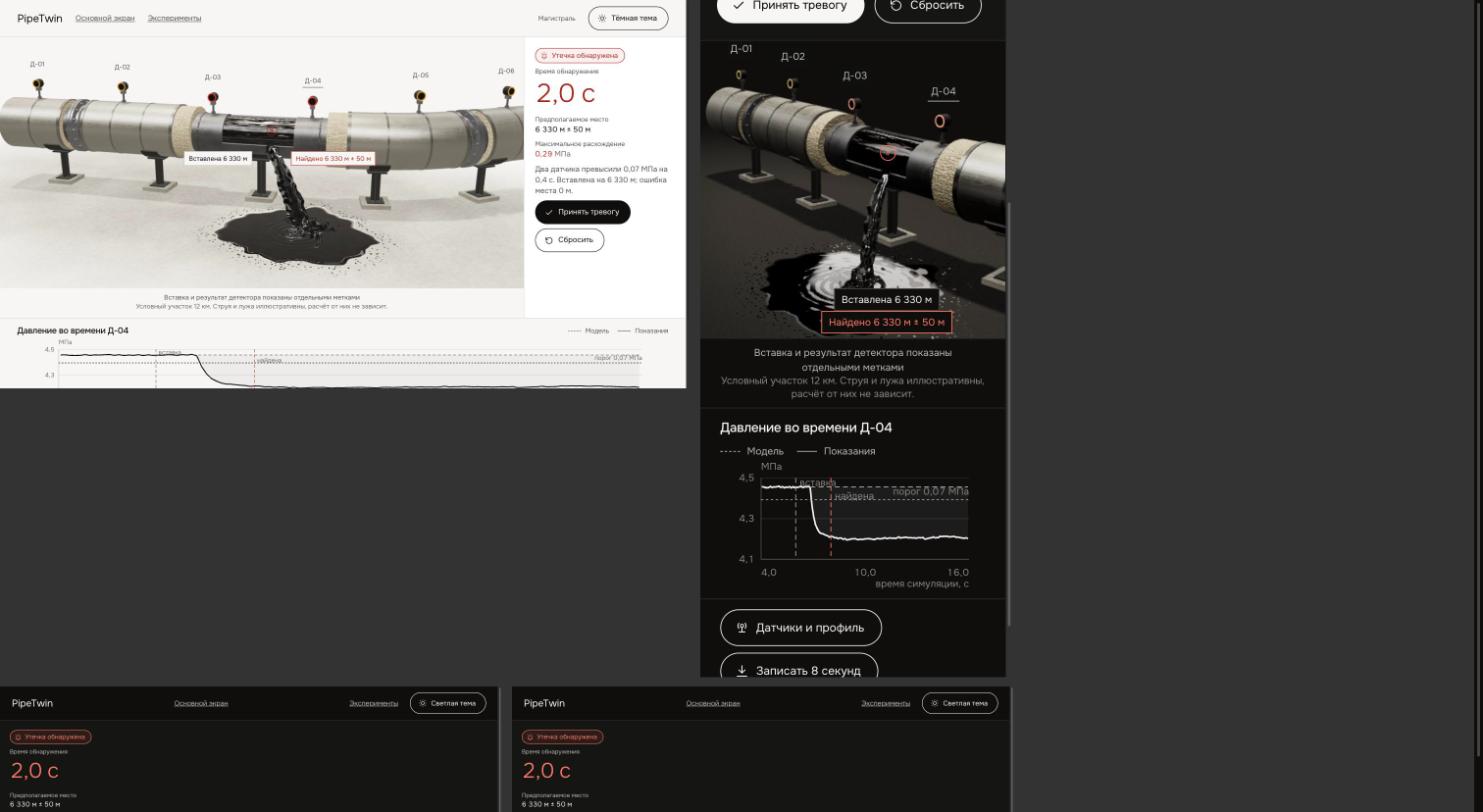 PipeTwin Основной экран Эксперименты Магистраль Тёмная тема
Д-01
Д-02
Д-03
Д-04
Д-05
Д-06
Вставлена 6 330 м
Найдено 6 330 м ± 50 м
Вставка и результат детектора показаны отдельными метками
Условный участок 12 км. Струя и лужа иллюстративны, расчёт от них не зависит.
Утечка обнаружена
Время обнаружения
2,0 с
Предполагаемое место
6 330 м ± 50 м
Максимальное расхождение
0,29 МПа
Два датчика превысили 0,07 МПа на
0,4 с. Вставлена на 6 330 м; ошибка
места 0 м.
Принять тревогу
Сбросить
Давление во времени Д-04
Модель Показания
МПа
4,5
вставка
найдена
порог 0,07 МПа
4,3
Принять тревогу Сбросить
Д-01
Д-02
Д-03
Д-04
Вставлена 6 330 м
Найдено 6 330 м ± 50 м
Вставка и результат детектора показаны
отдельными метками
Условный участок 12 км. Струя и лужа иллюстративны,
расчёт от них не зависит.
Давление во времени Д-04
Модель Показания
МПа
4,5
вставка
найдена
порог 0,07 МПа
4,3
4,1
4,0 10,0 16,0
время симуляции, с
Датчики и профиль
Записать 8 секунд
PipeTwin Основной экран Эксперименты Светлая тема
Утечка обнаружена
Время обнаружения
2,0 с
Предполагаемое место
6 330 м ± 50 м
PipeTwin Основной экран Эксперименты Светлая тема
Утечка обнаружена
Время обнаружения
2,0 с
Предполагаемое место
6 330 м ± 50 м